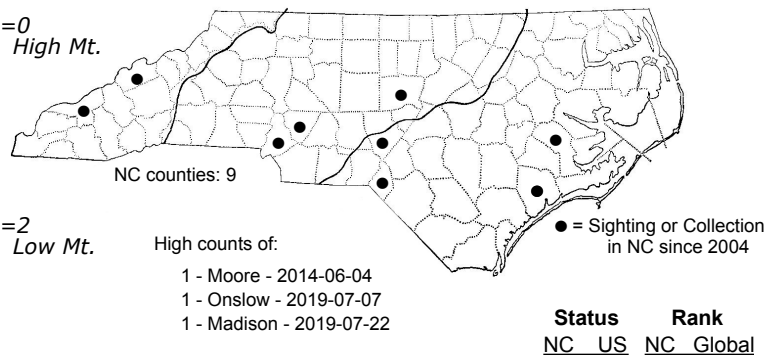 =0
High Mt.
NC counties: 9
=2
Low Mt.
High counts of:
1 - Moore - 2014-06-04
1 - Onslow - 2019-07-07
1 - Madison - 2019-07-22
● = Sighting or Collection
in NC since 2004
Status Rank
NC US NC Global